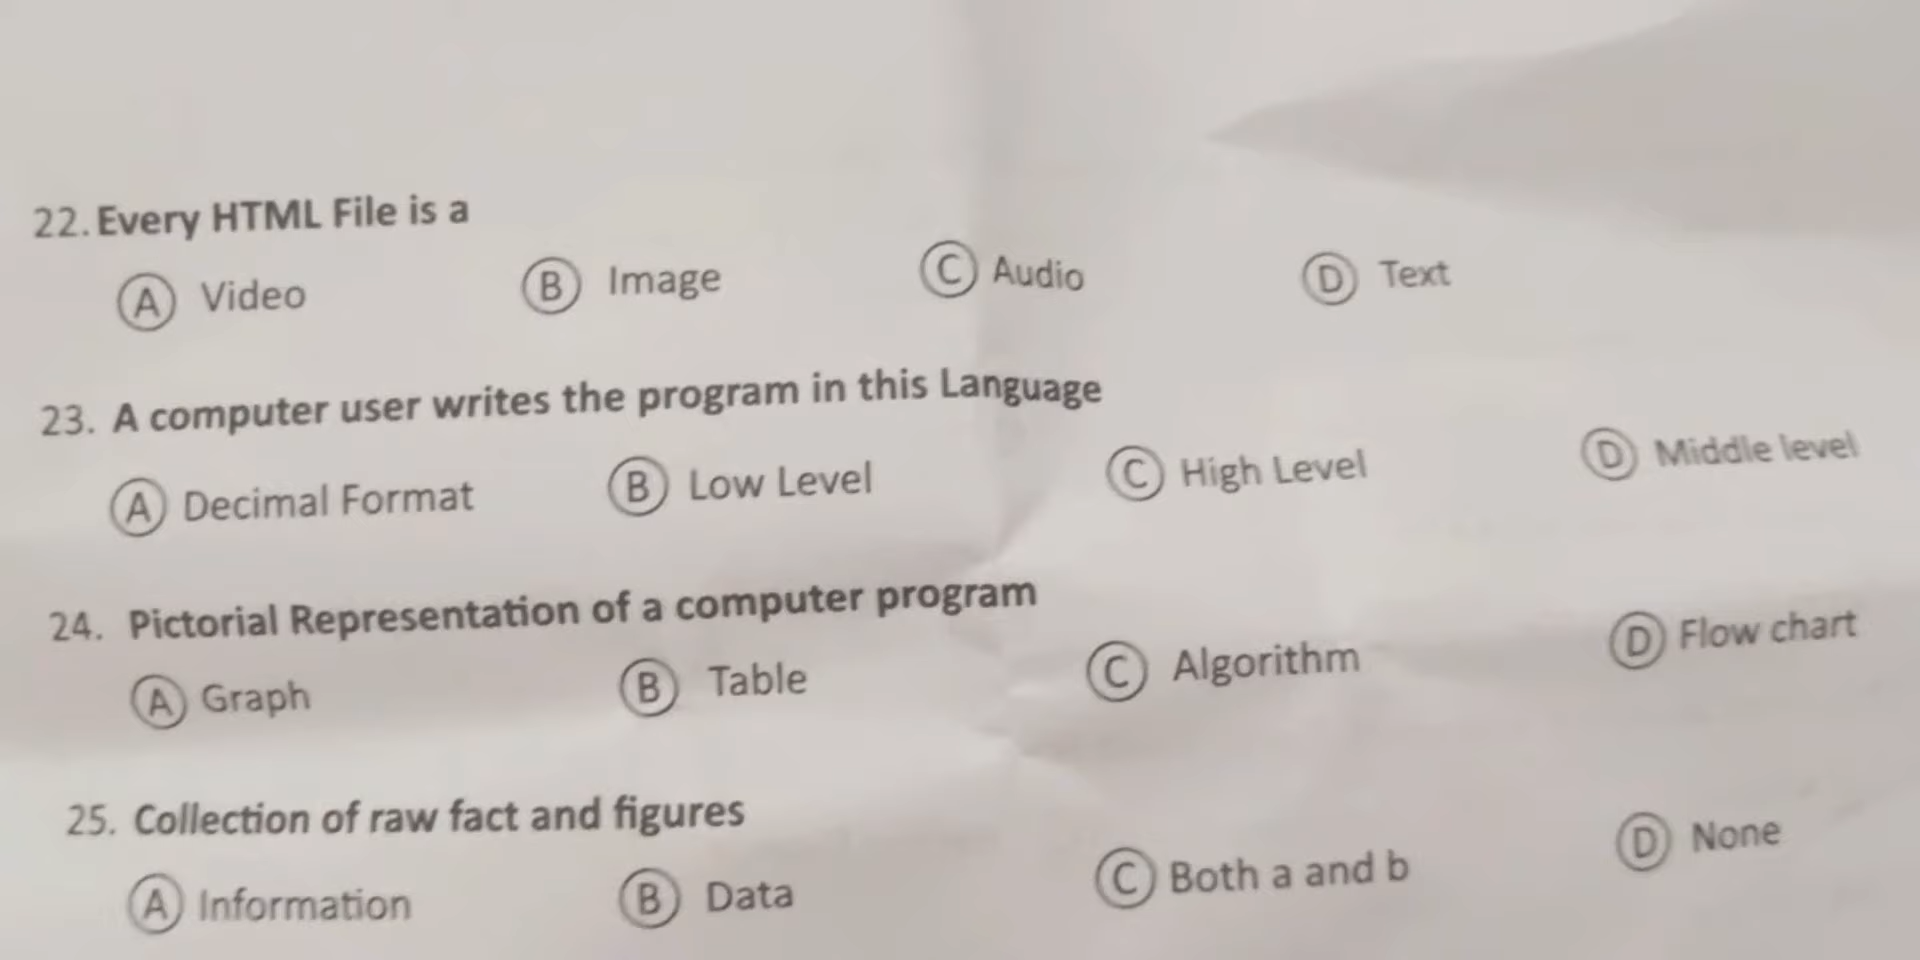 22. Every HTML File is a
A Video B Image C Audio D Text
23. A computer user writes the program in this Language
A Decimal Format B Low Level C High Level D Middle level
24. Pictorial Representation of a computer program
A Graph B Table C Algorithm D Flow chart
25. Collection of raw fact and figures
A Information B Data C Both a and b D None